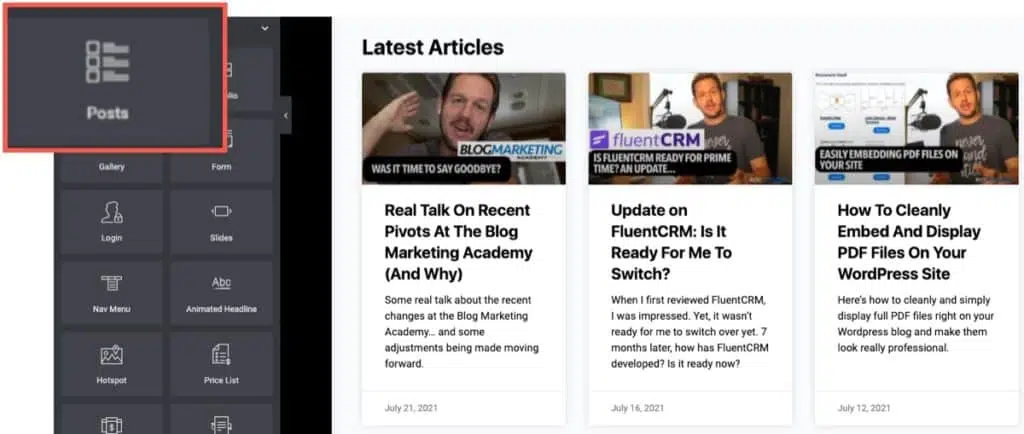 Posts
Gallery
Form
Login
Slides
Nav Menu
Abc
Animated Headline
Hotspot
Price List
Latest Articles
BLOGMARKETING
ACADEMY
WAS IT TIME TO SAY GOODBYE?
Real Talk On Recent
Pivots At The Blog
Marketing Academy
(And Why)
Some real talk about the recent
changes at the Blog Marketing
Academy... and some
adjustments being made moving
forward.
July 21, 2021
fluentCRM
IS FLUENTCRM READY FOR PRIME
TIME? AN UPDATE...
Update on
FluentCRM: Is It
Ready For Me To
Switch?
When I first reviewed FluentCRM,
I was impressed. Yet, it wasn't
ready for me to switch over yet. 7
months later, how has FluentCRM
developed? Is it ready now?
July 16, 2021
never
EASILY EMBEDDING PDF FILES ON
YOUR SITE
How To Cleanly
Embed And Display
PDF Files On Your
WordPress Site
Here's how to cleanly and simply
display full PDF files right on your
Wordpress blog and make them
look really professional.
July 12, 2021